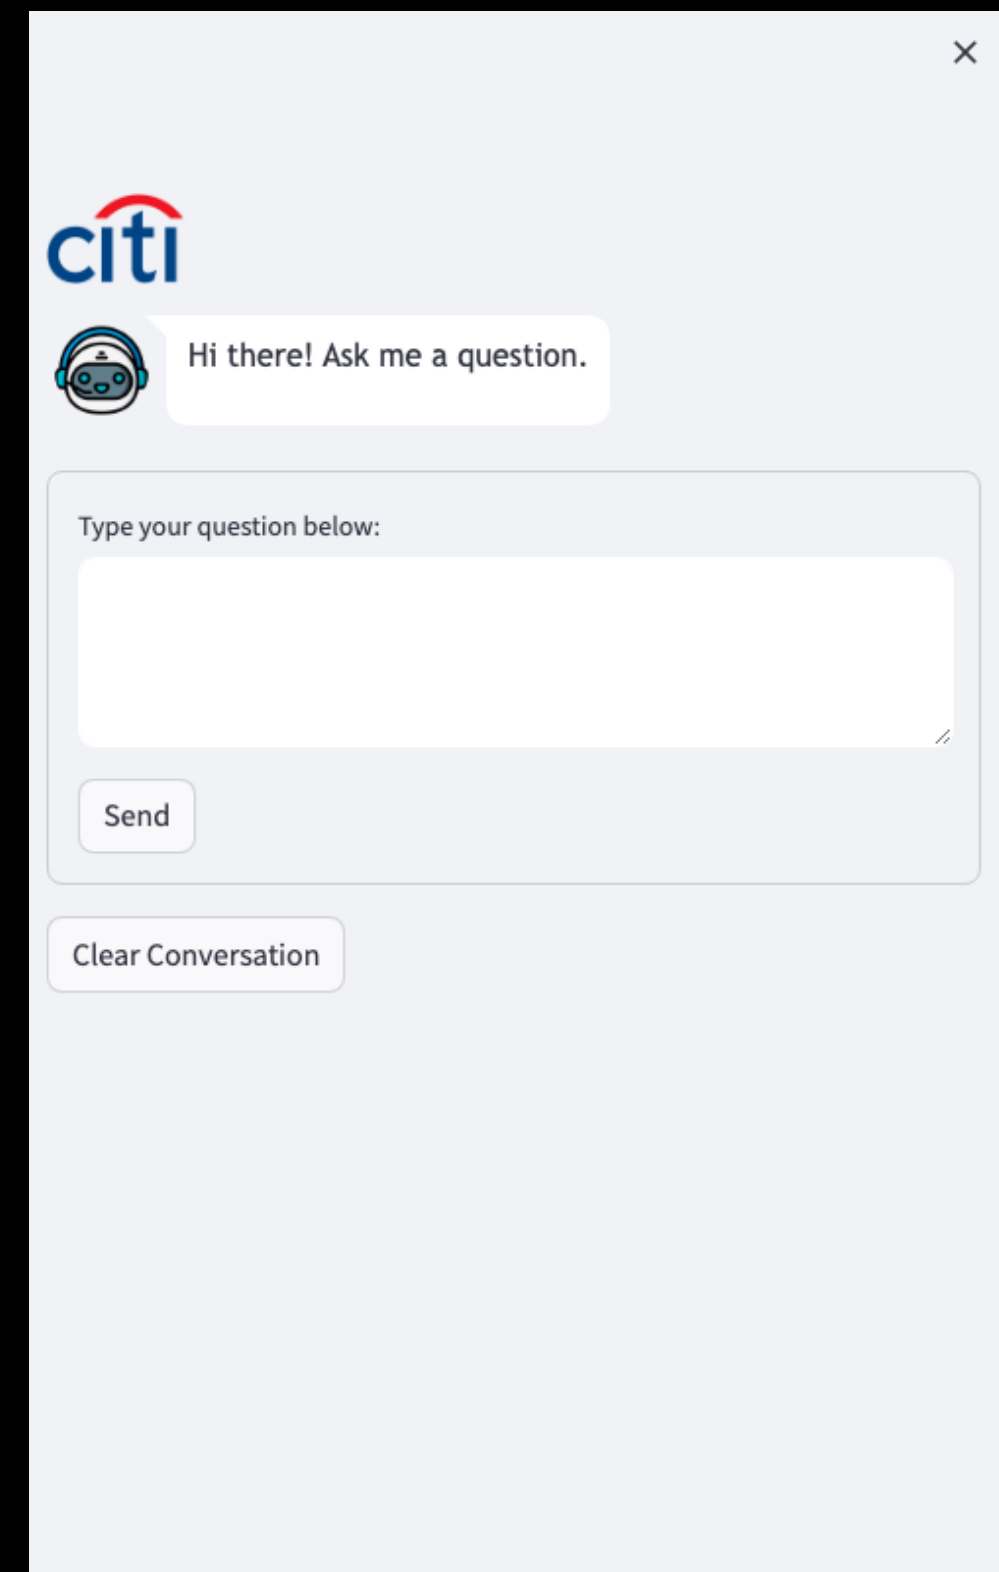 citi
Hi there! Ask me a question.
Type your question below:
Send
Clear Conversation